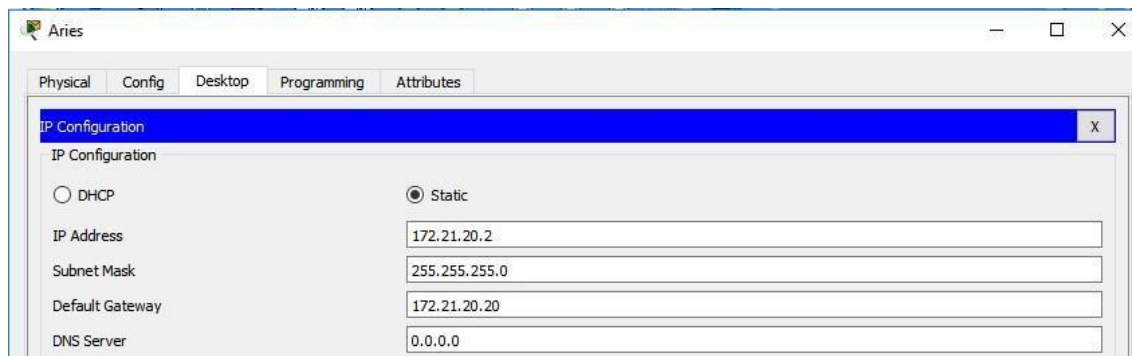 Aries
Physical Config Desktop Programming Attributes
IP Configuration X
IP Configuration
DHCP Static
IP Address 172.21.20.2
Subnet Mask 255.255.255.0
Default Gateway 172.21.20.20
DNS Server 0.0.0.0